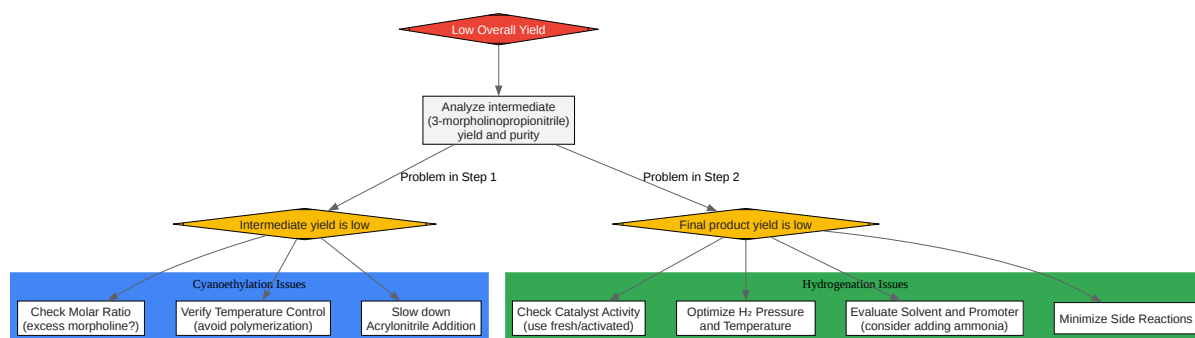 Low Overall Yield
Analyze intermediate
(3-morpholinopropionitrile)
yield and purity
Problem in Step 1
Problem in Step 2
Intermediate yield is low
Final product yield is low
Cyanoethylation Issues
Check Molar Ratio
(excess morpholine?)
Verify Temperature Control
(avoid polymerization)
Slow down
Acrylonitrile Addition
Hydrogenation Issues
Check Catalyst Activity
(use fresh/activated)
Optimize H₂ Pressure
and Temperature
Evaluate Solvent and Promoter
(consider adding ammonia)
Minimize Side Reactions